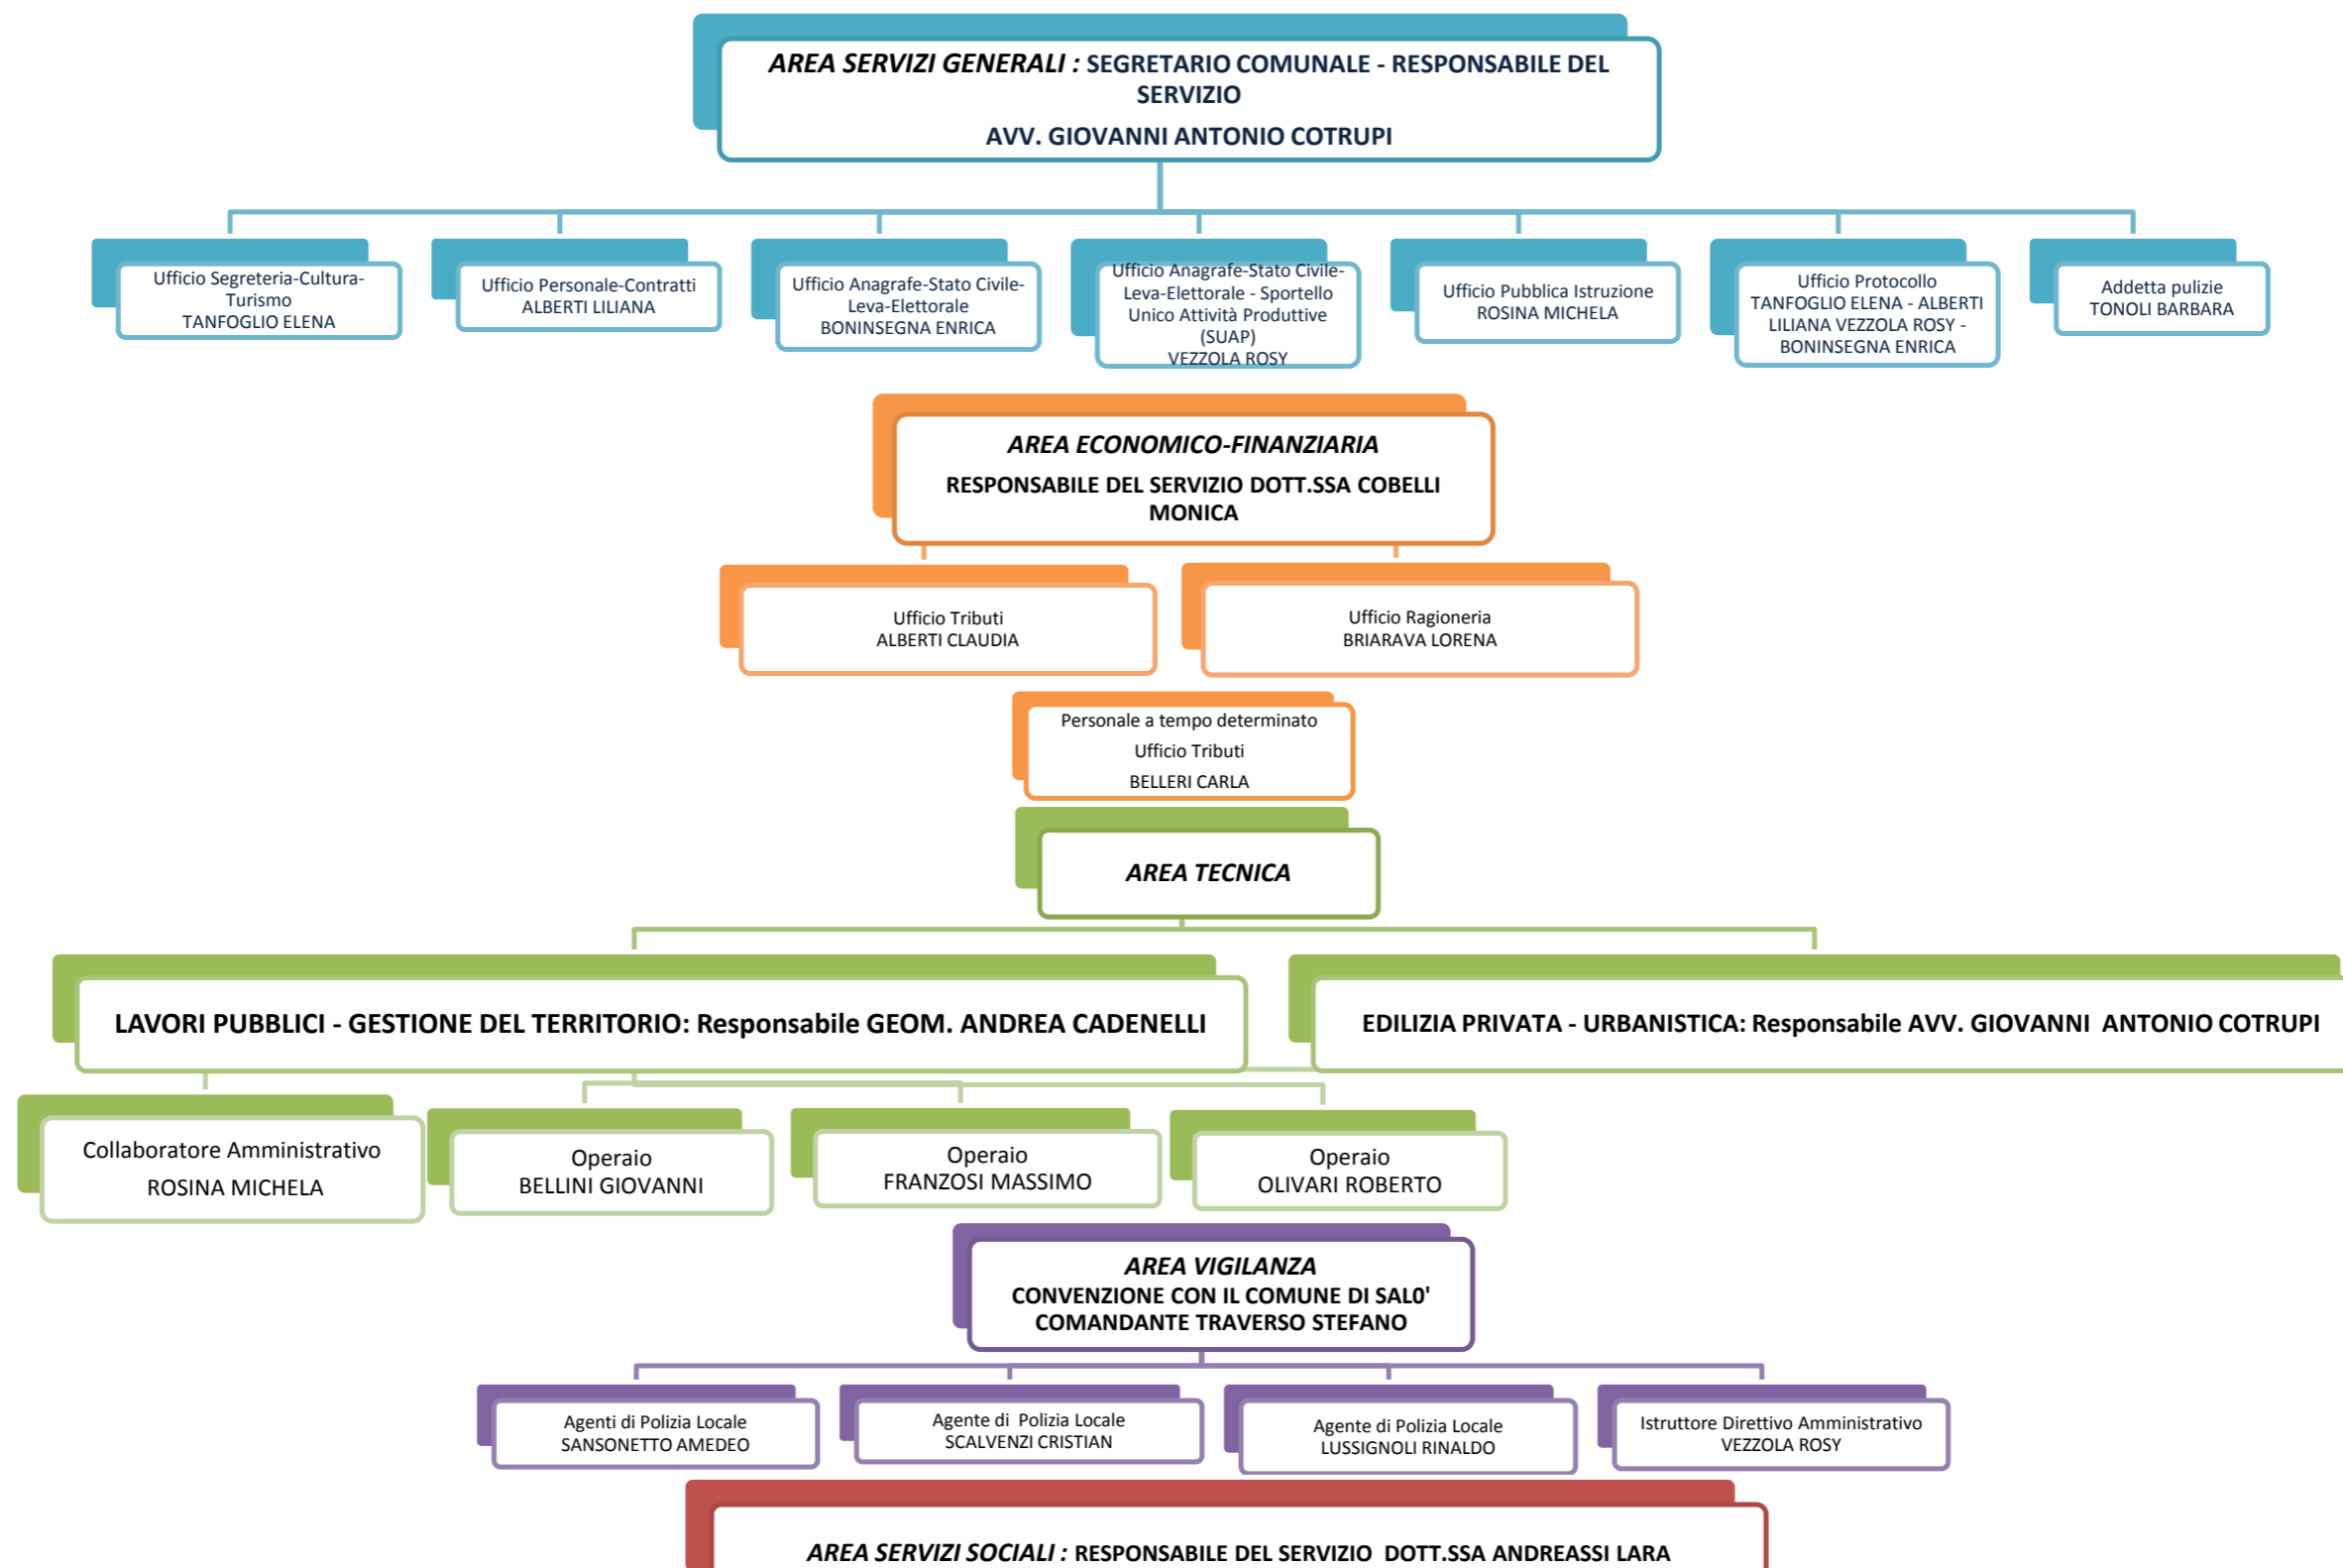 AREA SERVIZI GENERALI : SEGRETARIO COMUNALE - RESPONSABILE DEL
SERVIZIO
AVV. GIOVANNI ANTONIO COTRUPI
Ufficio Segreteria-Cultura-
Turismo
TANFOGLIO ELENA
Ufficio Personale-Contratti
ALBERTI LILIANA
Ufficio Anagrafe-Stato Civile-
Leva-Elettorale
BONINSEGNA ENRICA
Ufficio Anagrafe-Stato Civile-
Leva-Elettorale - Sportello
Unico Attività Produttive
(SUAP)
VEZZOLA ROSY
Ufficio Pubblica Istruzione
ROSINA MICHELA
Ufficio Protocollo
TANFOGLIO ELENA - ALBERTI
LILIANA VEZZOLA ROSY -
BONINSEGNA ENRICA
Addetta pulizie
TONOLI BARBARA
AREA ECONOMICO-FINANZIARIA
RESPONSABILE DEL SERVIZIO DOTT.SSA COBELLI
MONICA
Ufficio Tributi
ALBERTI CLAUDIA
Ufficio Ragioneria
BRIARAVA LORENA
Personale a tempo determinato
Ufficio Tributi
BELLERI CARLA
AREA TECNICA
LAVORI PUBBLICI - GESTIONE DEL TERRITORIO: Responsabile GEOM. ANDREA CADENELLI
EDILIZIA PRIVATA - URBANISTICA: Responsabile AVV. GIOVANNI  ANTONIO COTRUPI
Collaboratore Amministrativo
ROSINA MICHELA
Operaio
BELLINI GIOVANNI
Operaio
FRANZOSI MASSIMO
Operaio
OLIVARI ROBERTO
AREA VIGILANZA
CONVENZIONE CON IL COMUNE DI SAL0'
COMANDANTE TRAVERSO STEFANO
Agenti di Polizia Locale
SANSONETTO AMEDEO
Agente di  Polizia Locale
SCALVENZI CRISTIAN
Agente di Polizia Locale
LUSSIGNOLI RINALDO
Istruttore Direttivo Amministrativo
VEZZOLA ROSY
AREA SERVIZI SOCIALI : RESPONSABILE DEL SERVIZIO  DOTT.SSA ANDREASSI LARA